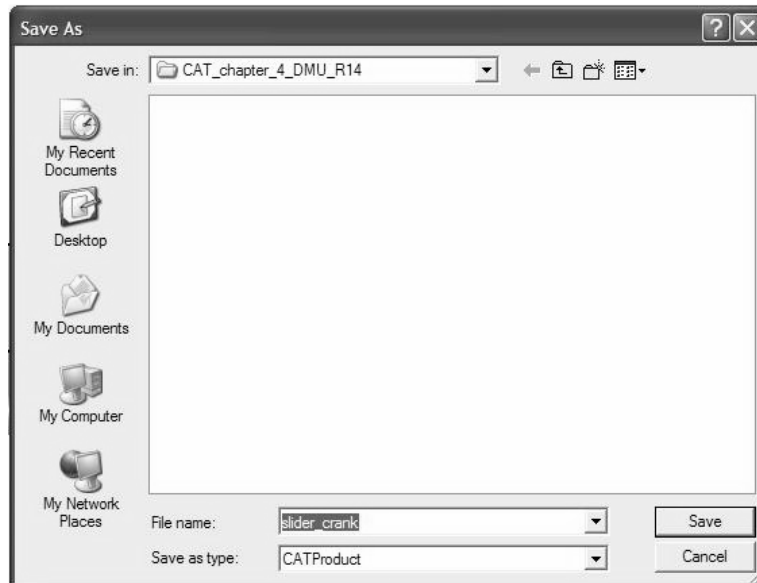 Save As
Save in:
CAT_chapter_4_DMU_R14
My Recent
Documents
Desktop
My Documents
My Computer
My Network
Places
File name:
slider_crank
Save
Save as type:
CATProduct
Cancel